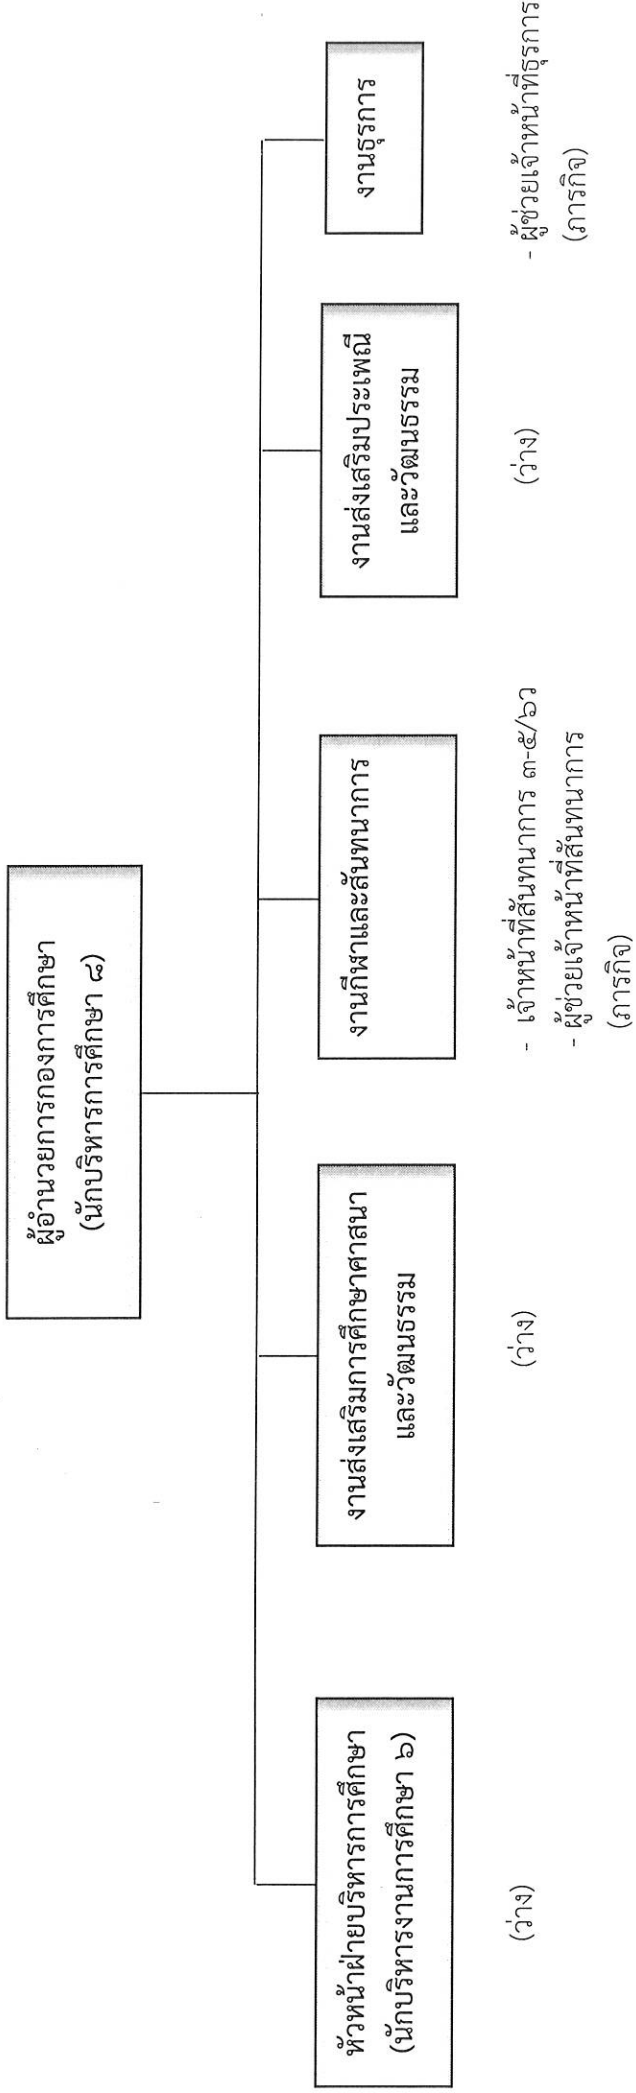 ผู้อำนวยการกองการศึกษา
(นักบริหารการศึกษา ๘)
หัวหน้าฝ่ายบริหารการศึกษา
(นักบริหารงานการศึกษา ๖)
(ว่าง)
งานส่งเสริมการศึกษาศาสนา
และวัฒนธรรม
(ว่าง)
งานกีฬาและสันทนาการ
- เจ้าหน้าที่สันทนาการ ๓-๕/๖ว
- ผู้ช่วยเจ้าหน้าที่สันทนาการ
(ภารกิจ)
งานส่งเสริมประเพณี
และวัฒนธรรม
(ว่าง)
งานธุรการ
- ผู้ช่วยเจ้าหน้าที่ธุรการ
(ภารกิจ)